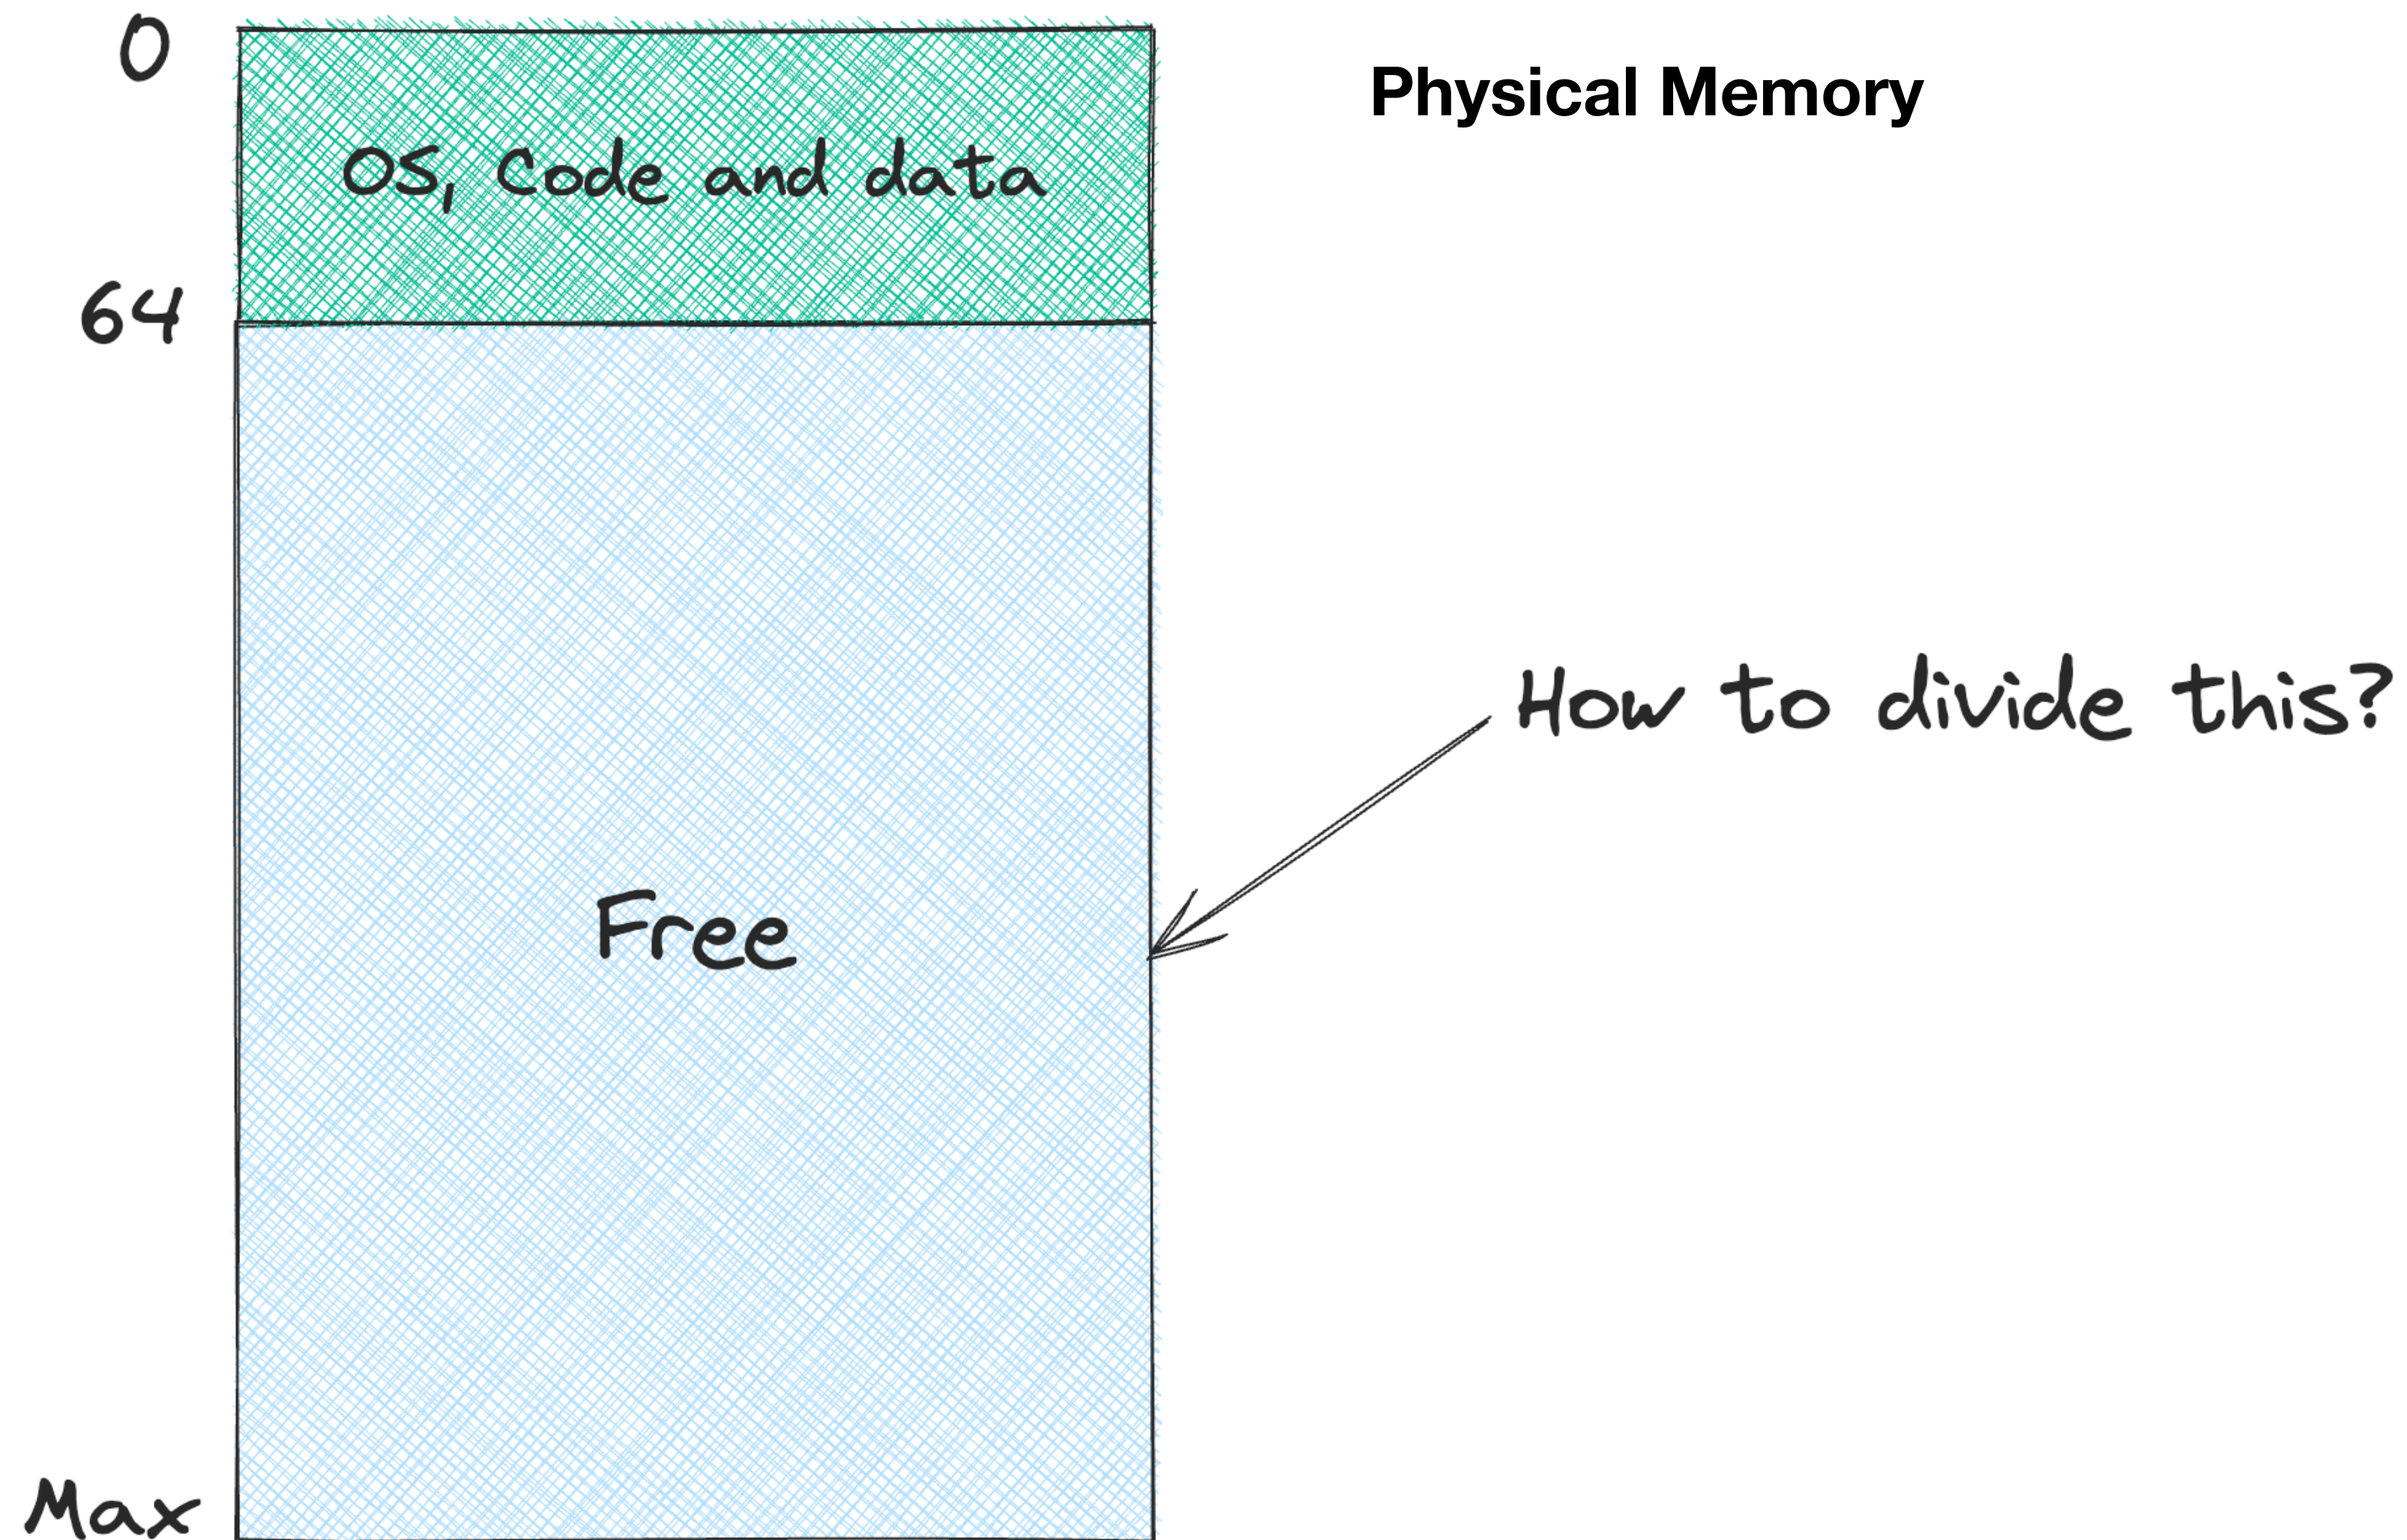 0
Physical Memory
OS, Code and data
64
How to divide this?
Free
Max